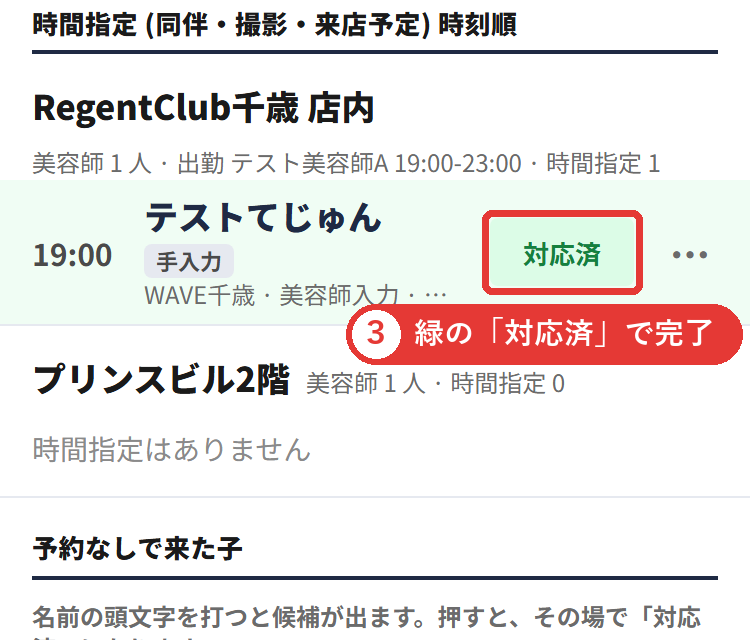 時間指定 (同伴・撮影・来店予定) 時刻順
RegentClub千歳 店内
美容師 1 人 · 出勤 テスト美容師A 19:00-23:00 · 時間指定 1
19:00
テストてじゅん
手入力
WAVE千歳 · 美容師入力 · …
対応済
…
3 緑の「対応済」で完了
プリンスビル2階 美容師 1 人 · 時間指定 0
時間指定はありません
予約なしで来た子
名前の頭文字を打つと候補が出ます。押すと、その場で「対応